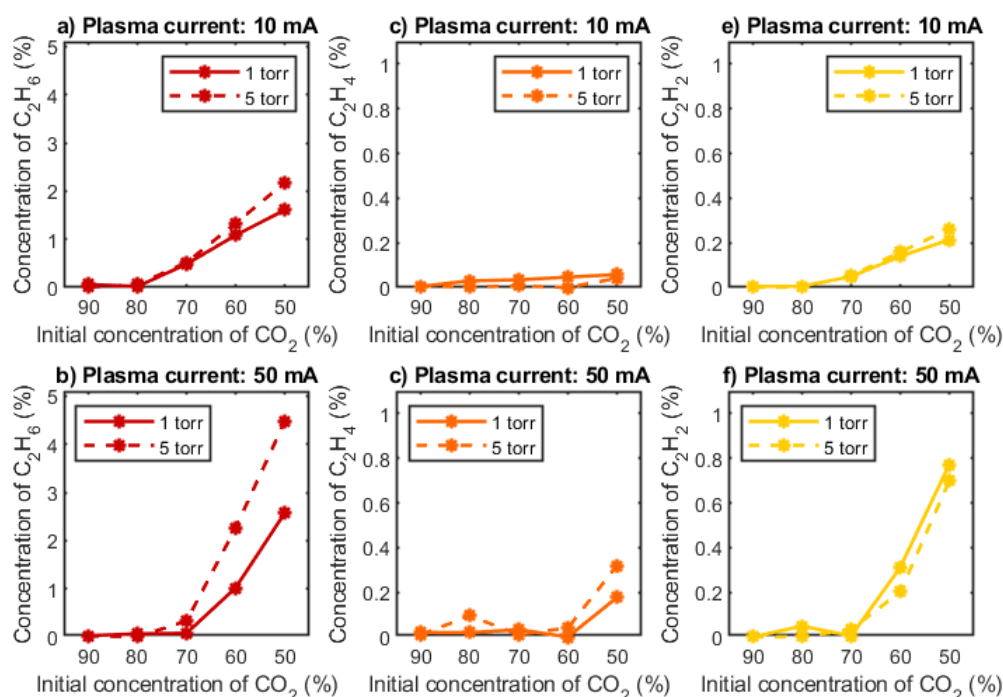 a) Plasma current: 10 mA
Concentration of C₂H₆ (%)
5
4
3
2
1
0
1 torr
5 torr
90 80 70 60 50
Initial concentration of CO₂ (%)
c) Plasma current: 10 mA
Concentration of C₂H₄ (%)
1
0.8
0.6
0.4
0.2
0
1 torr
5 torr
90 80 70 60 50
Initial concentration of CO₂ (%)
e) Plasma current: 10 mA
Concentration of C₂H₂ (%)
1
0.8
0.6
0.4
0.2
0
1 torr
5 torr
90 80 70 60 50
Initial concentration of CO₂ (%)
b) Plasma current: 50 mA
Concentration of C₂H₆ (%)
5
4
3
2
1
0
1 torr
5 torr
90 80 70 60 50
Initial concentration of CO₂ (%)
c) Plasma current: 50 mA
Concentration of C₂H₄ (%)
1
0.8
0.6
0.4
0.2
0
1 torr
5 torr
90 80 70 60 50
Initial concentration of CO₂ (%)
f) Plasma current: 50 mA
Concentration of C₂H₂ (%)
1
0.8
0.6
0.4
0.2
0
1 torr
5 torr
90 80 70 60 50
Initial concentration of CO₂ (%)